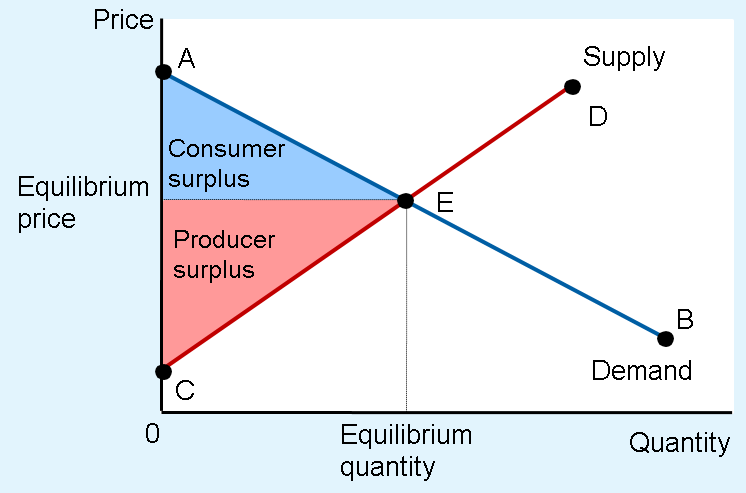 Price
A
Supply
D
Consumer
surplus
Equilibrium
price
E
Producer
surplus
B
Demand
C
0
Equilibrium
quantity
Quantity